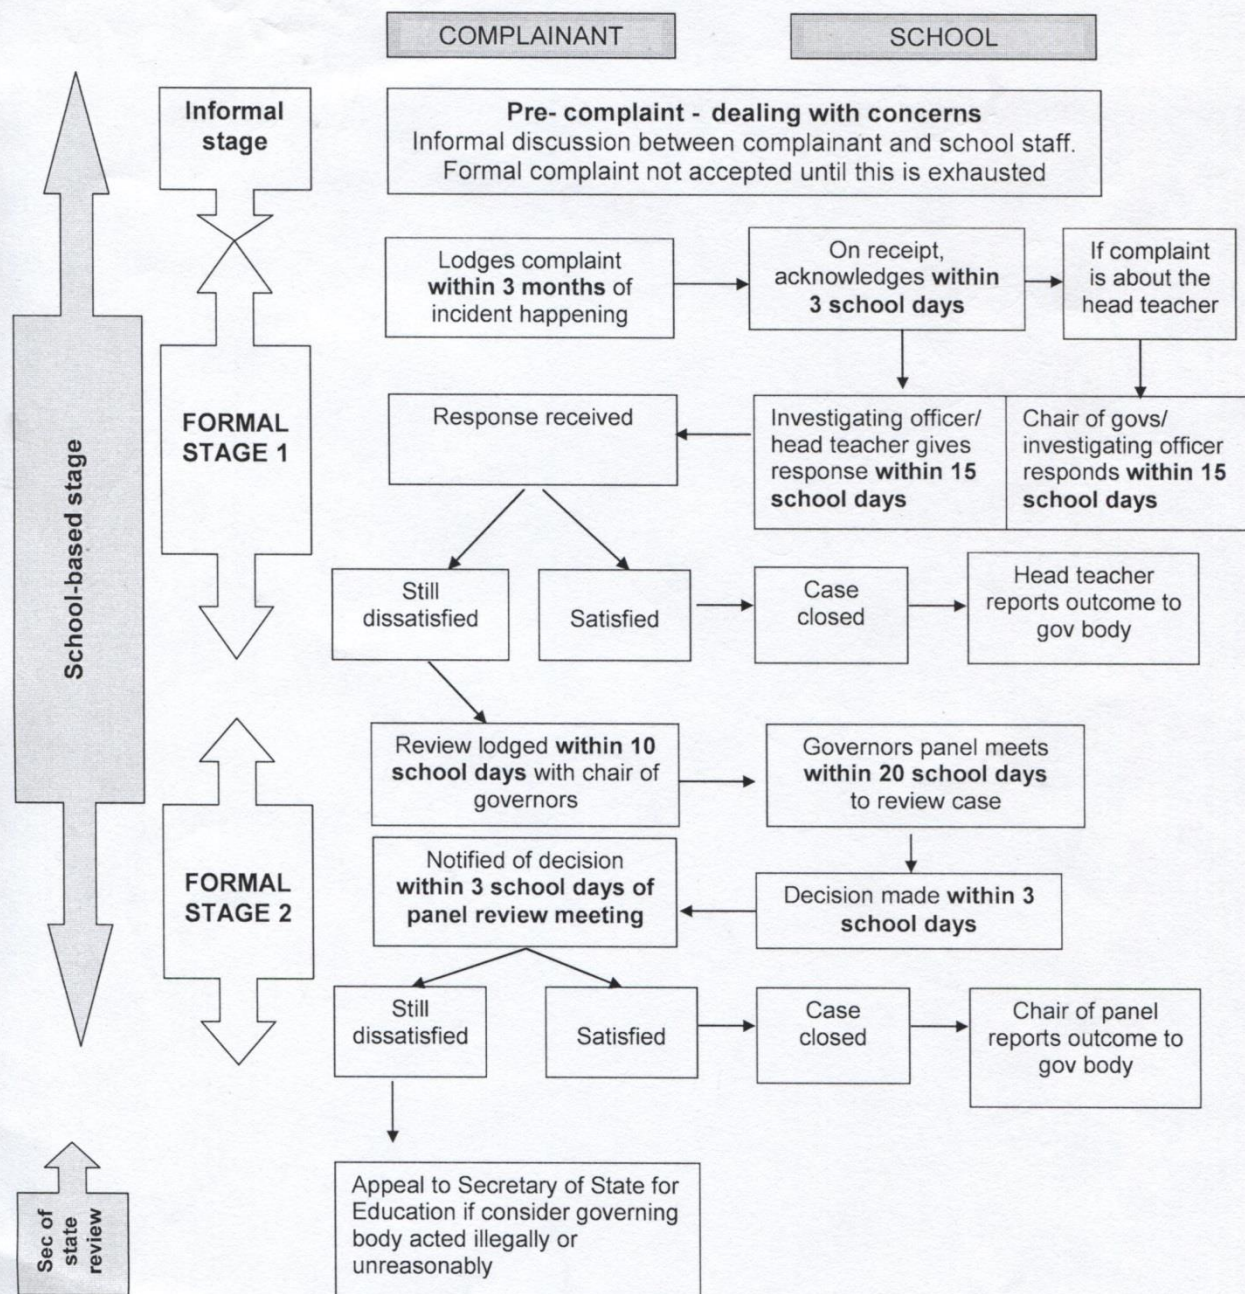 COMPLAINANT
SCHOOL
Informal
stage
Pre- complaint - dealing with concerns
Informal discussion between complainant and school staff.
Formal complaint not accepted until this is exhausted
Lodges complaint
within 3 months of
incident happening
On receipt,
acknowledges within
3 school days
If complaint
is about the
head teacher
School-based stage
FORMAL
STAGE 1
Response received
Investigating officer/
head teacher gives
response within 15
school days
Chair of govs/
investigating officer
responds within 15
school days
Still
dissatisfied
Satisfied
Case
closed
Head teacher
reports outcome to
gov body
Review lodged within 10
school days with chair of
governors
Governors panel meets
within 20 school days
to review case
FORMAL
STAGE 2
Notified of decision
within 3 school days of
panel review meeting
Decision made within 3
school days
Still
dissatisfied
Satisfied
Case
closed
Chair of panel
reports outcome to
gov body
Sec of
state
review
Appeal to Secretary of State for
Education if consider governing
body acted illegally or
unreasonably